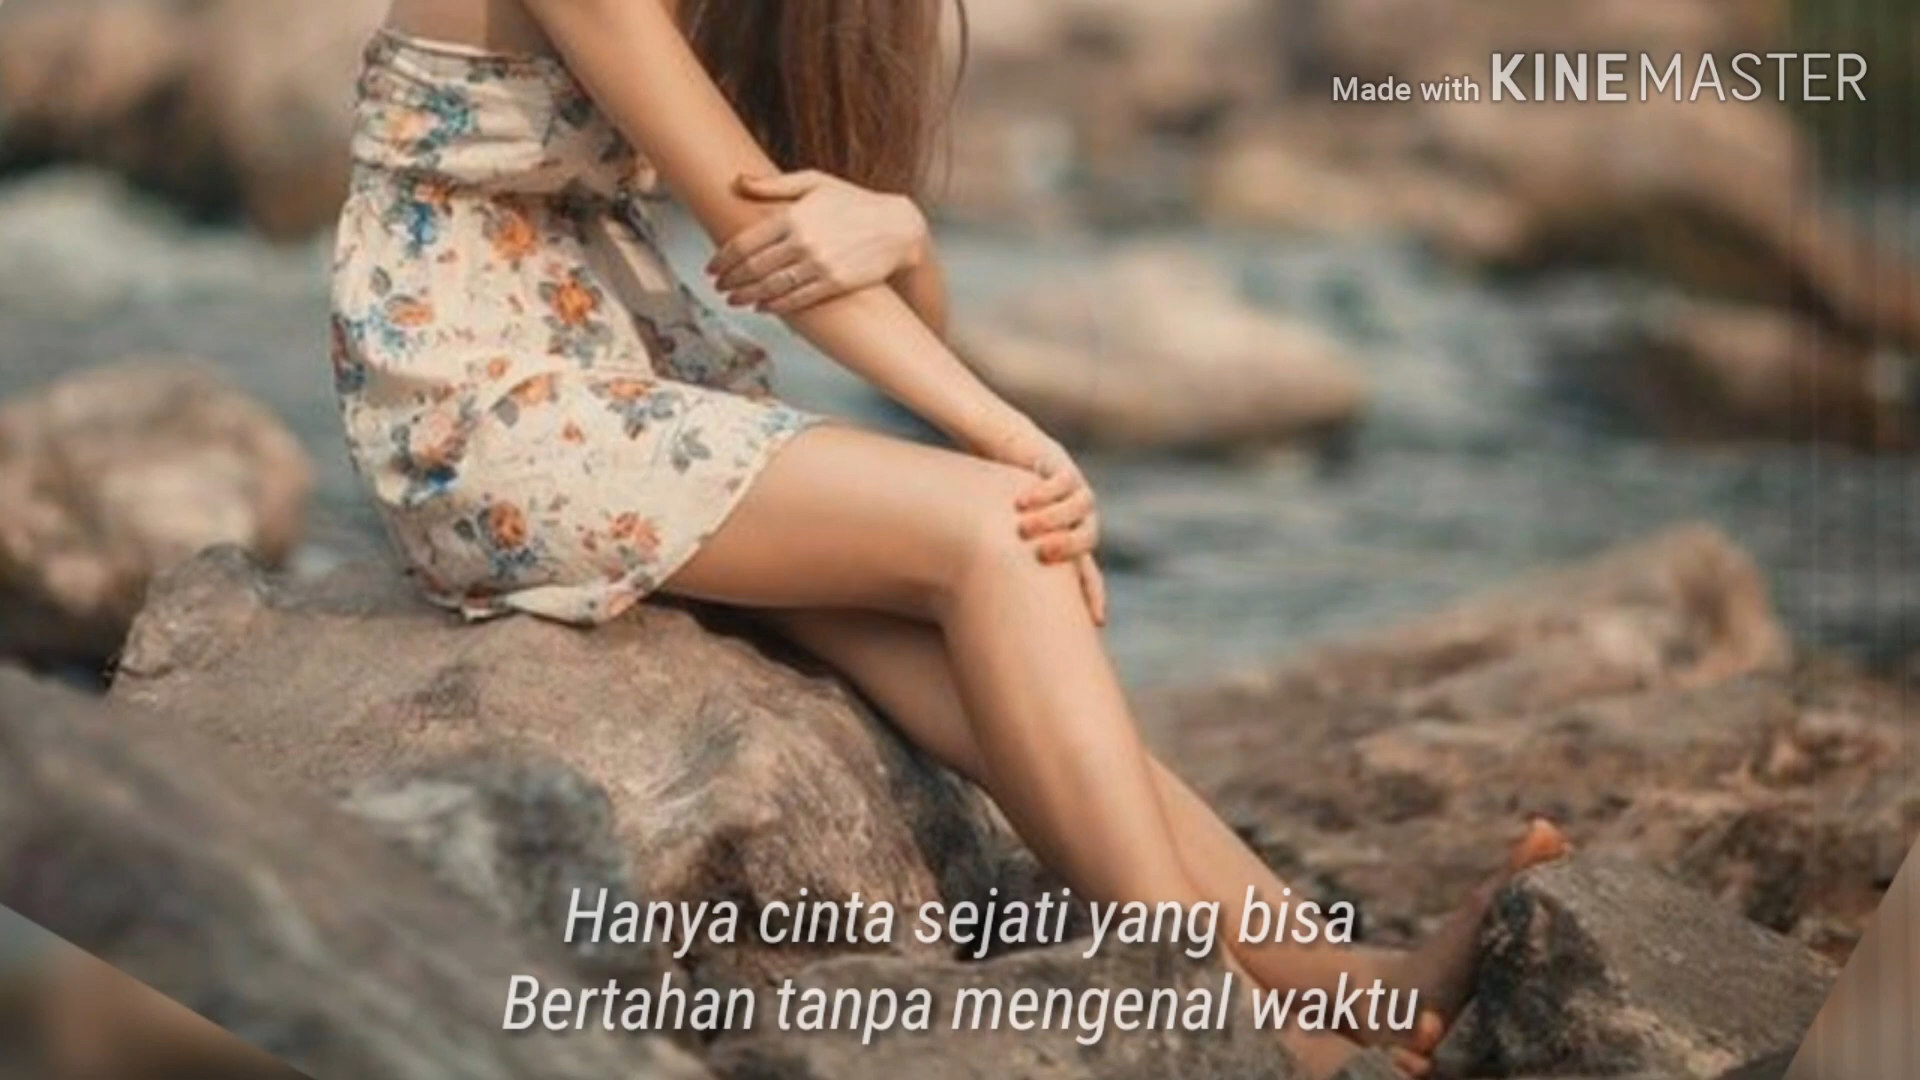 Made with KINEMASTER
Hanya cinta sejati yang bisa
Bertahan tanpa mengenal waktu